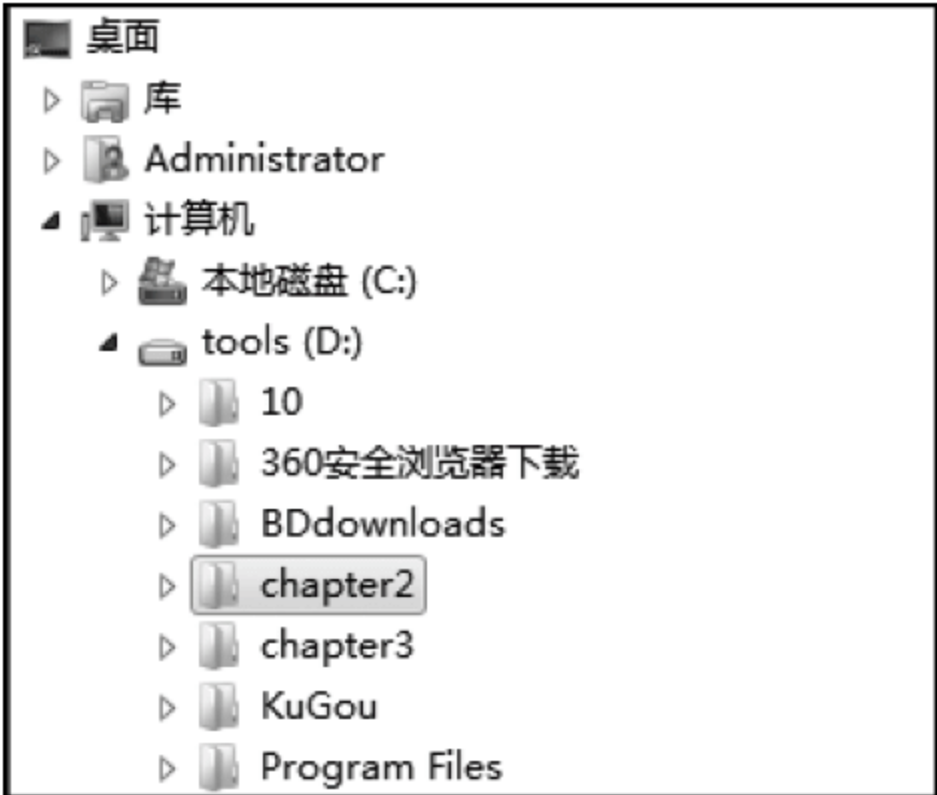 桌面
库
Administrator
计算机
本地磁盘 (C:)
tools (D:)
10
360安全浏览器下载
BDdownloads
chapter2
chapter3
KuGou
Program Files